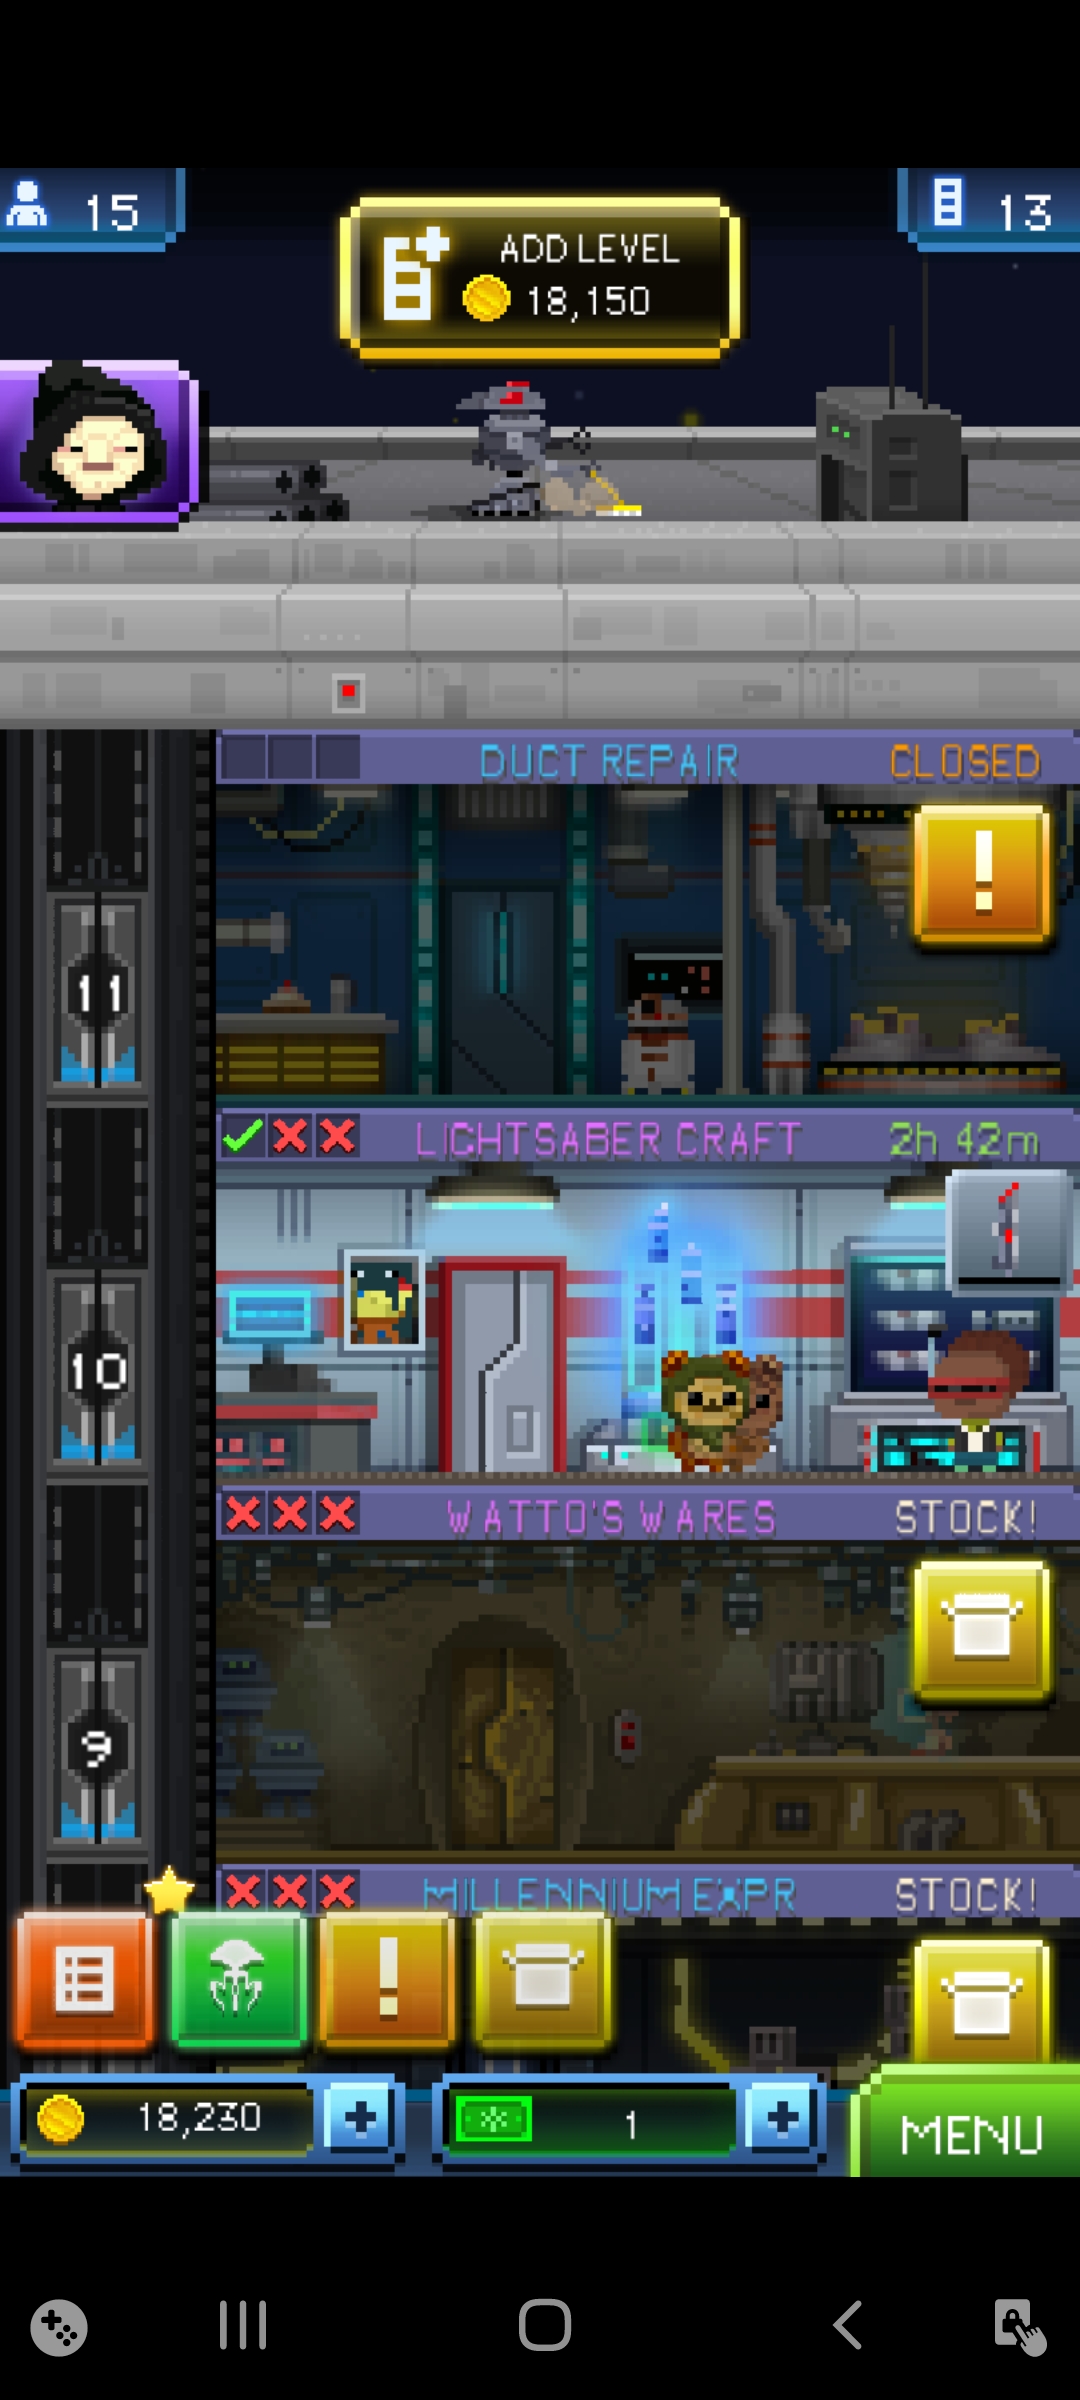 15
ADD LEVEL
18,150
13
DUCT REPAIR
CLOSED
!
11
LIGHTSABER CRAFT
2h 42m
10
WATTO'S WARES
STOCK!
9
MILLENNIUM EXPR
STOCK!
!
18,230
+
1
+
MENU